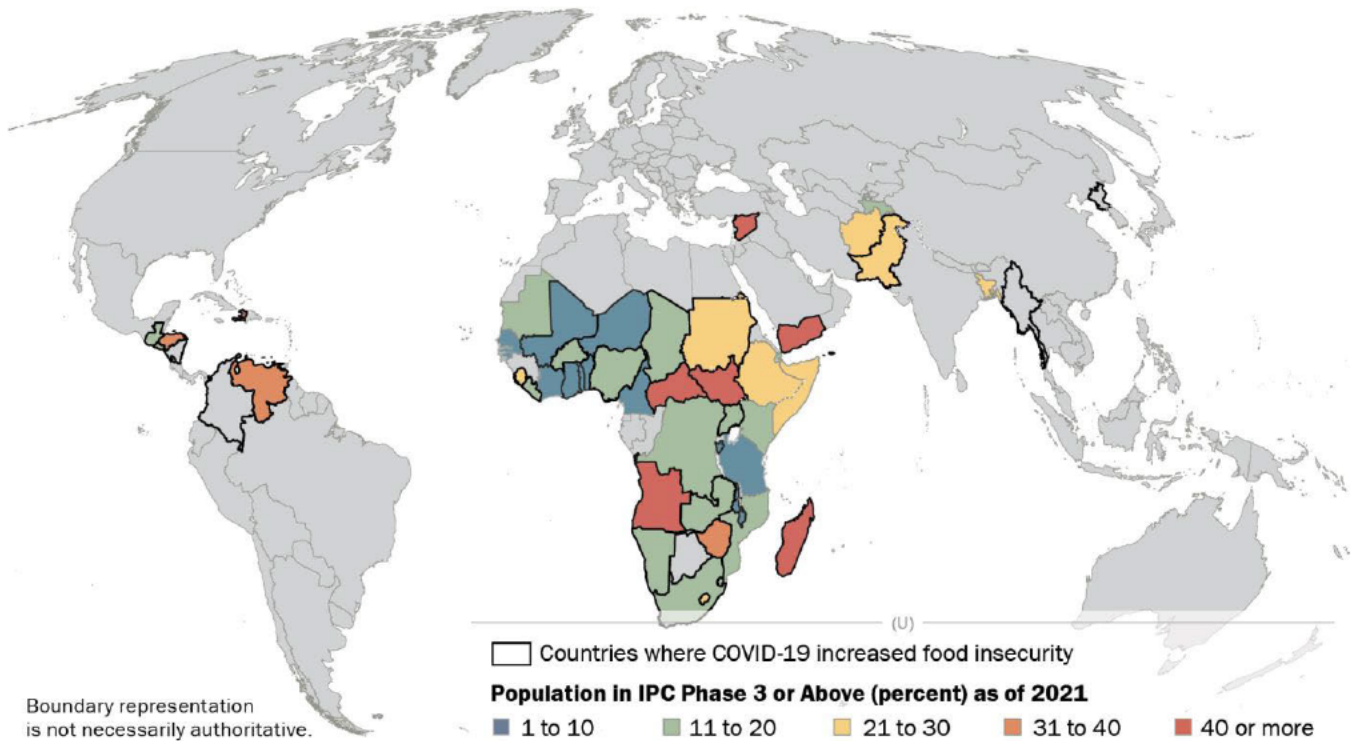 (U)
Countries where COVID-19 increased food insecurity
Population in IPC Phase 3 or Above (percent) as of 2021
1 to 10 11 to 20 21 to 30 31 to 40 40 or more
Boundary representation
is not necessarily authoritative.